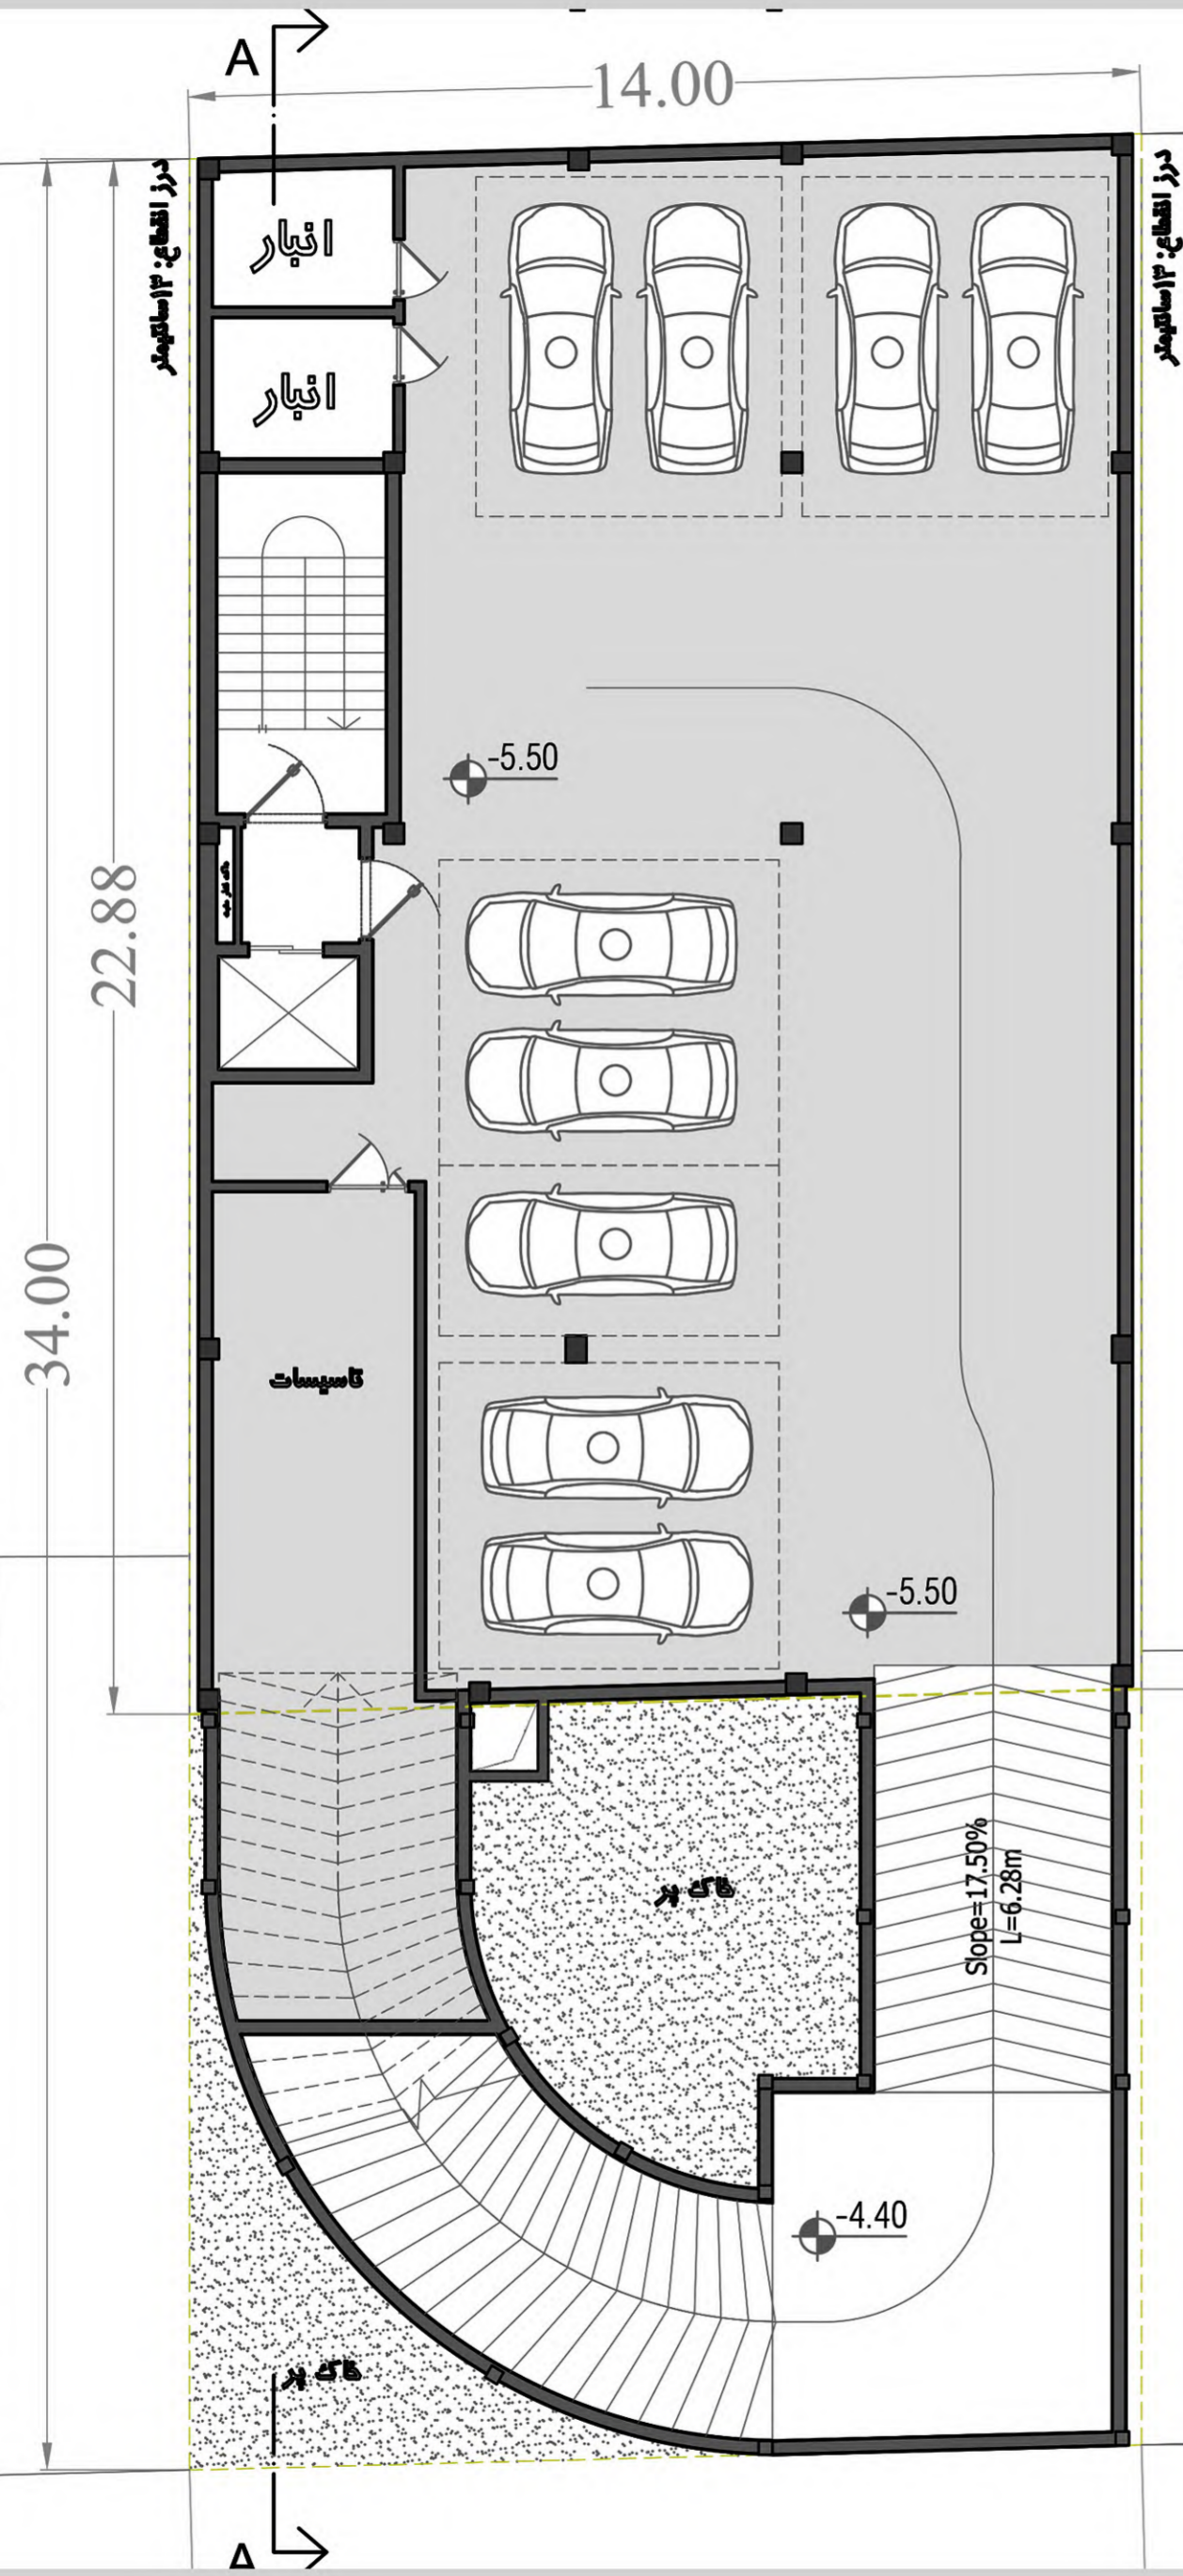 A
14.00
درز انقطاع: ۱۳سانتیمتر
درز انقطاع: ۱۳سانتیمتر
انبار
انبار
-5.50
22.88
34.00
تاسیسات
-5.50
خاک پر
Slope=17.50%
L=6.28m
-4.40
خاک پر
A